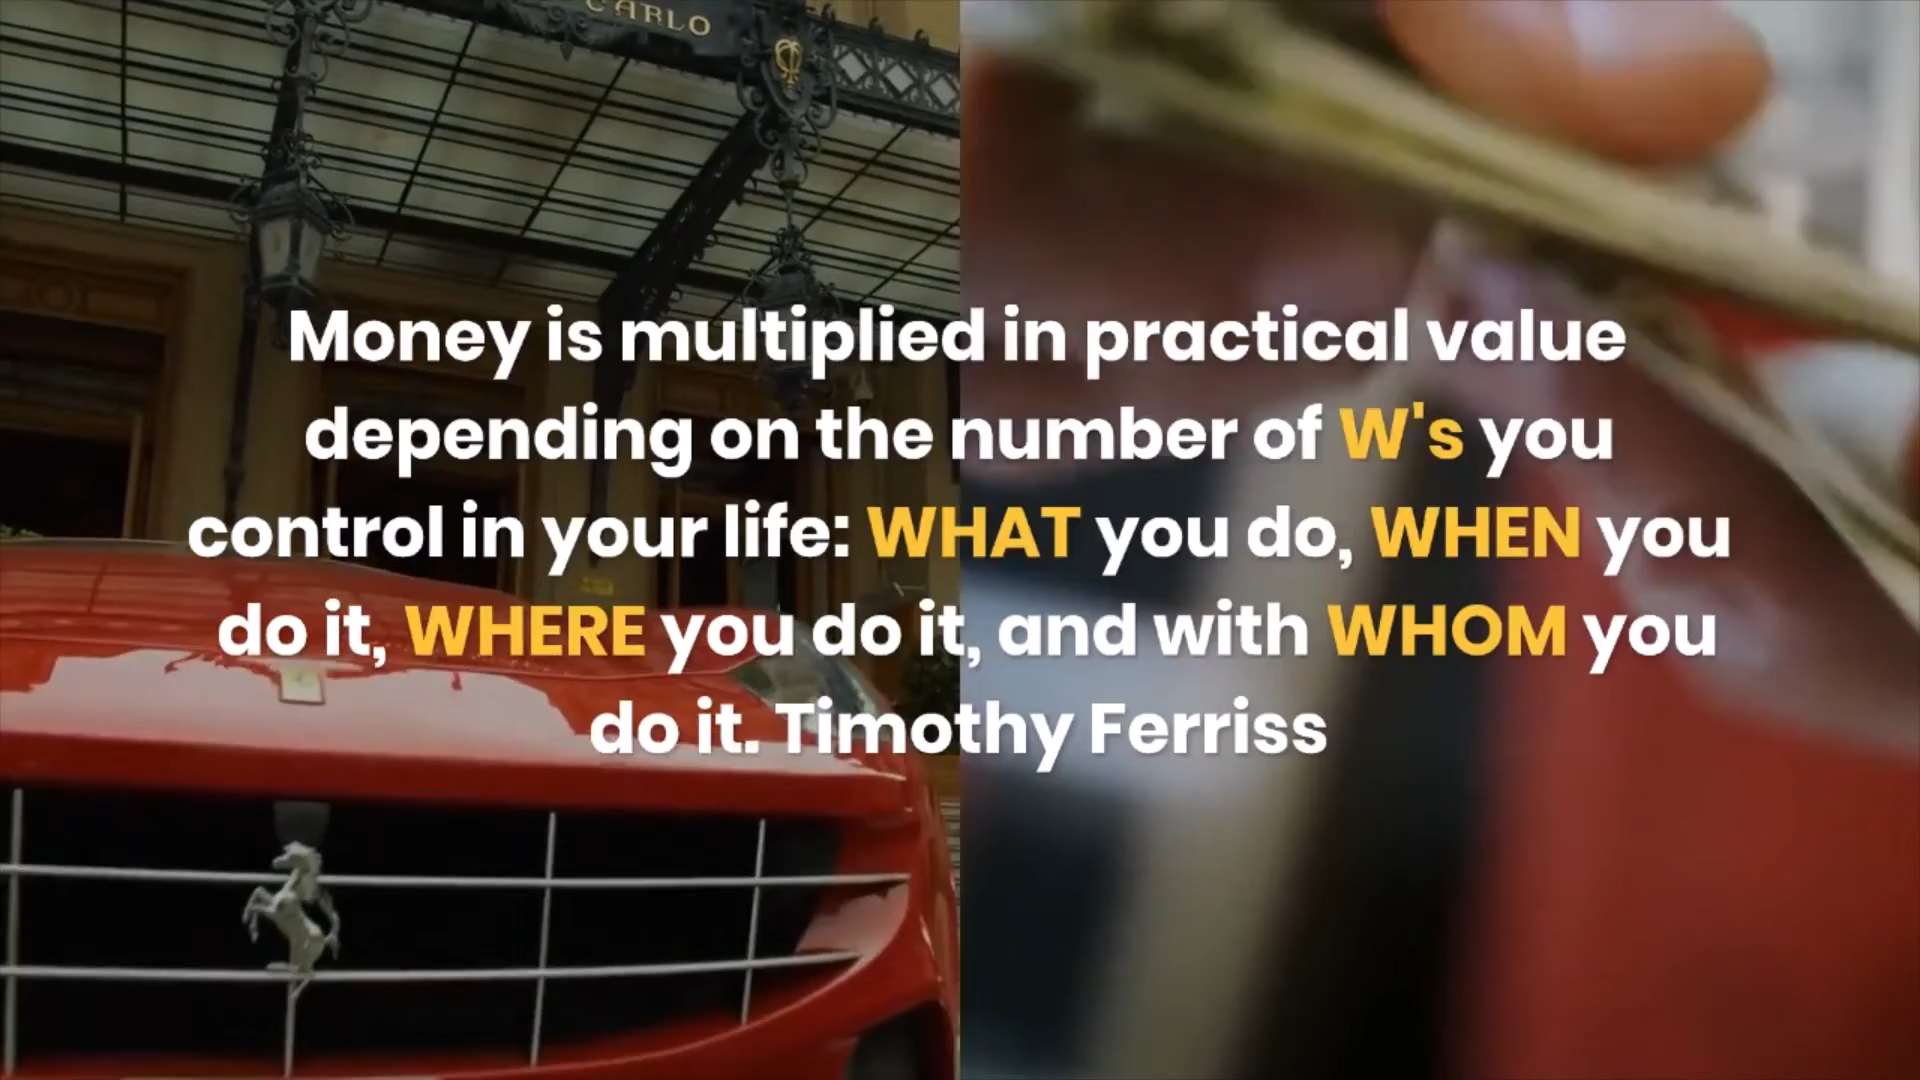 CARLO
Money is multiplied in practical value
depending on the number of W's you
control in your life: WHAT you do, WHEN you
do it, WHERE you do it, and with WHOM you
do it. Timothy Ferriss